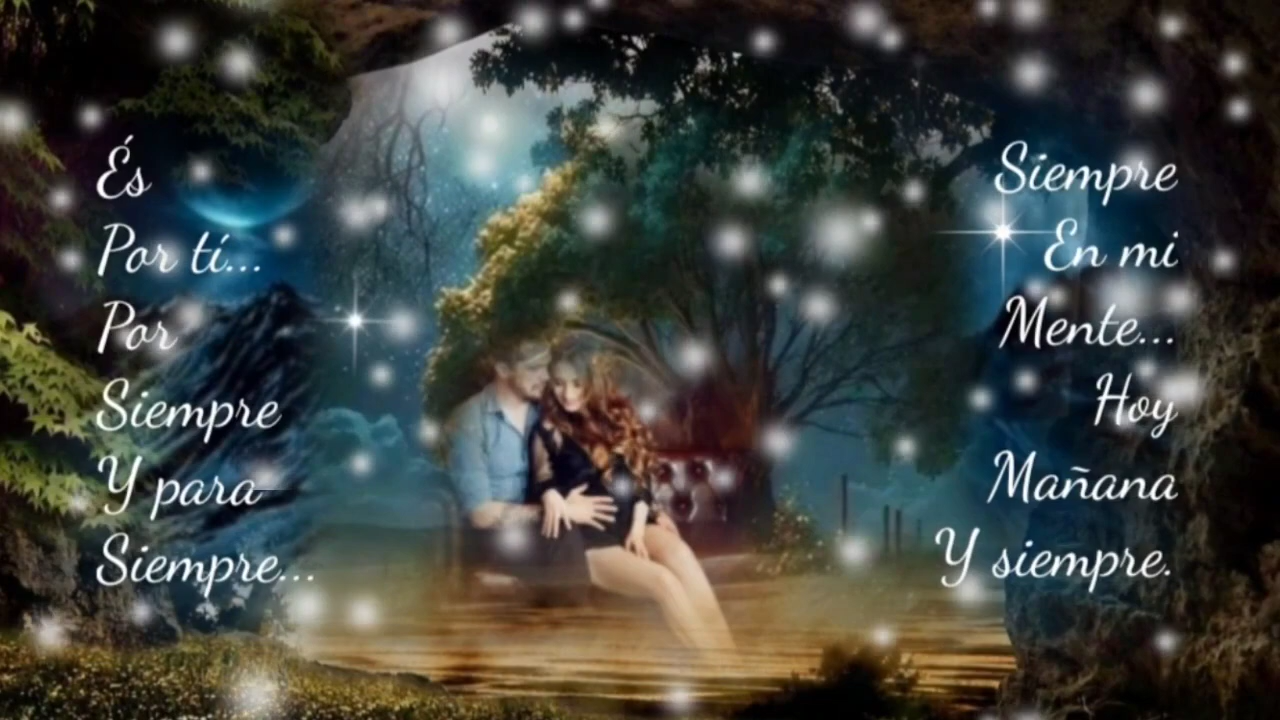 És
Por tí...
Por
Siempre
Y para
Siempre...
Siempre
En mi
Mente...
Hoy
Mañana
Y siempre.